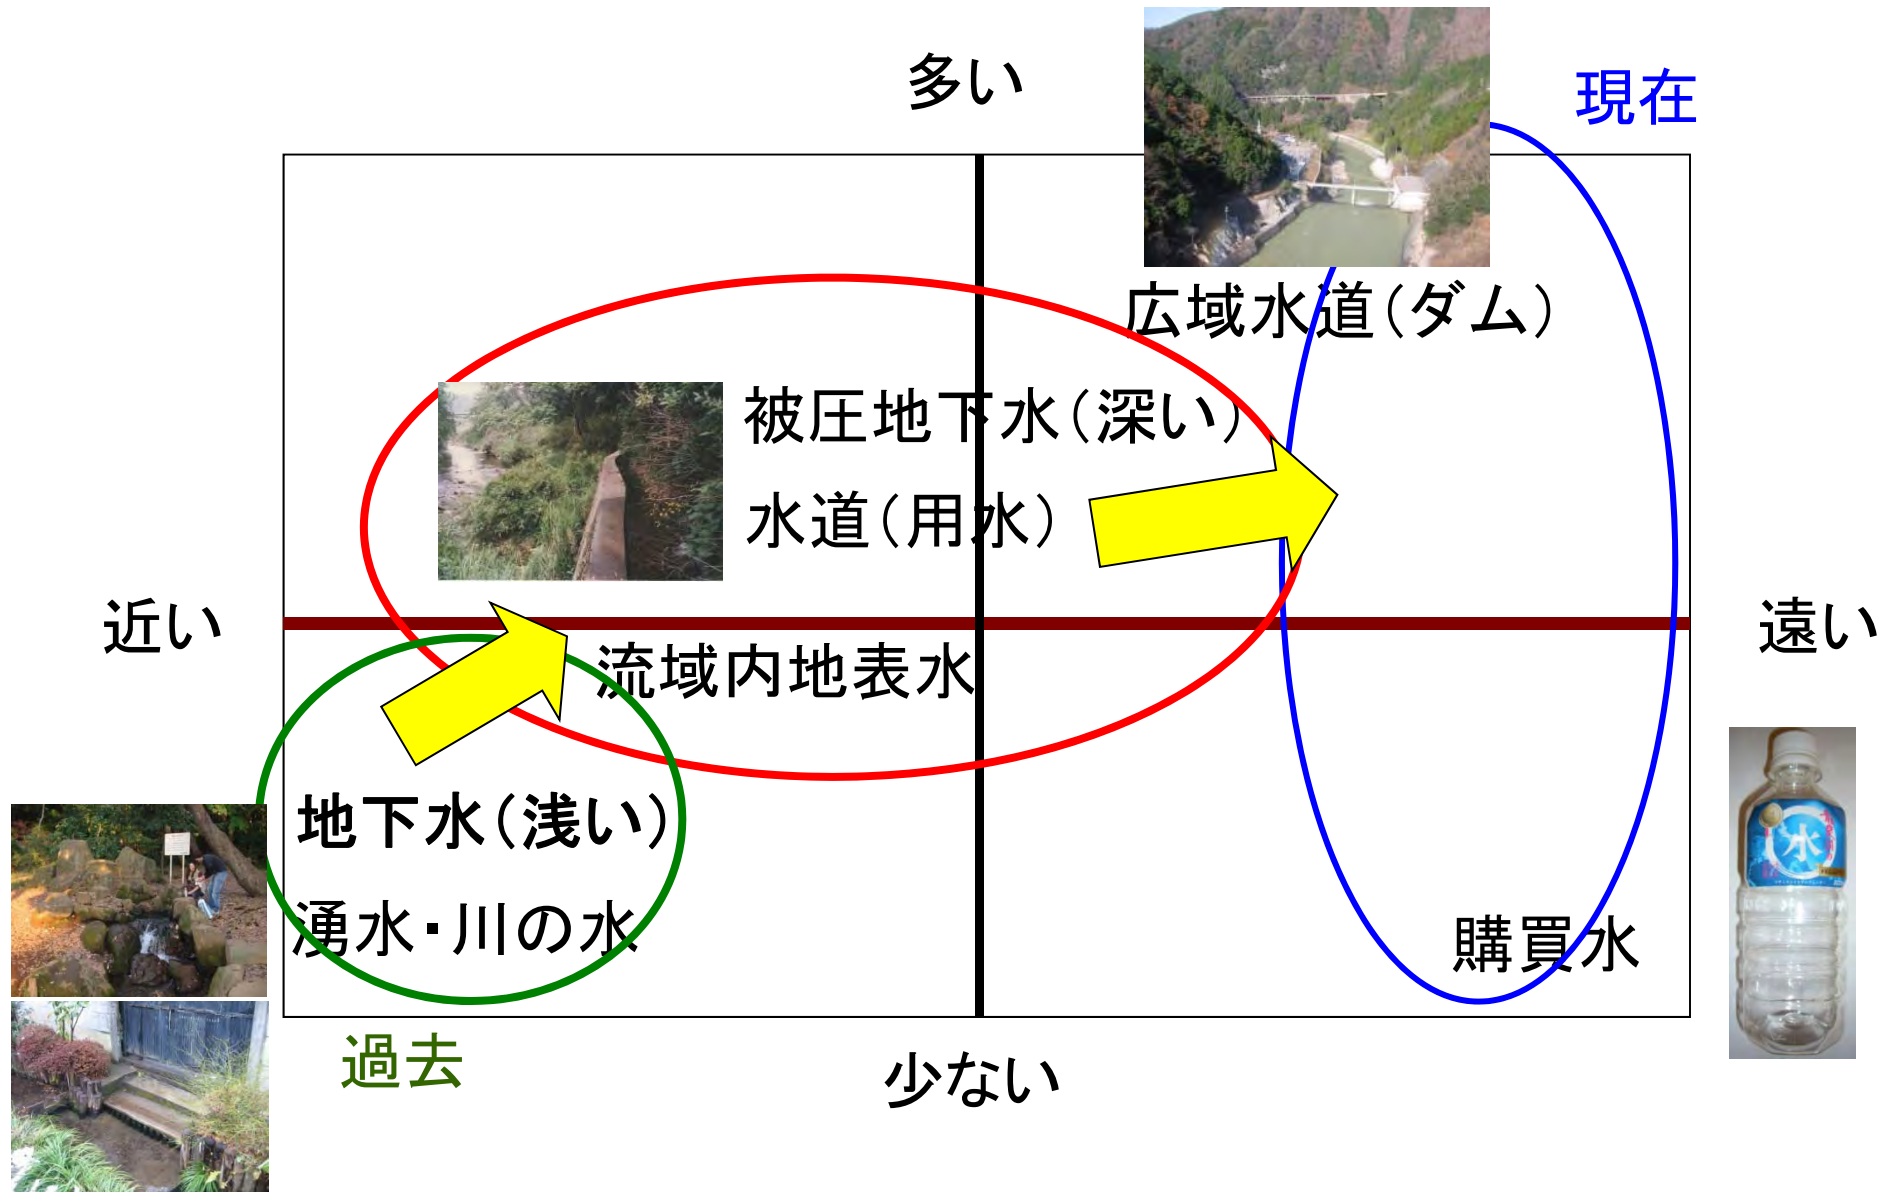 多い
現在
広域水道(ダム)
被圧地下水(深い)
水道(用水)
近い
遠い
流域内地表水
地下水(浅い)
水
湧水・川の水
購買水
過去
少ない